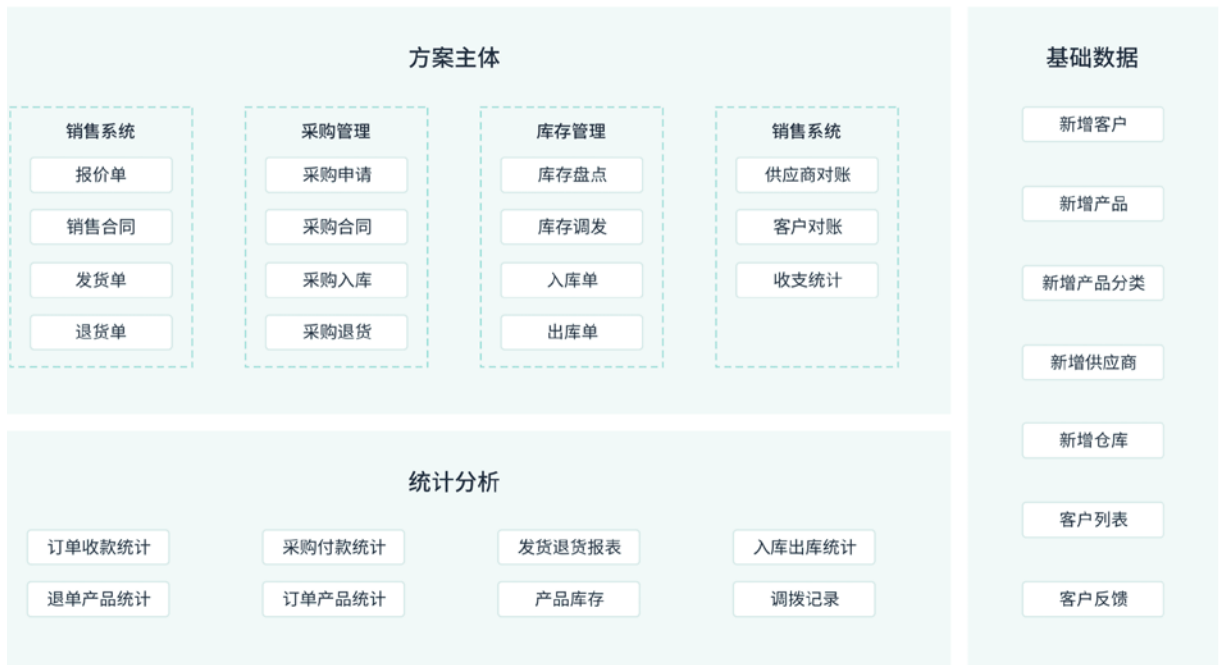 方案主体
销售系统
报价单
销售合同
发货单
退货单
采购管理
采购申请
采购合同
采购入库
采购退货
库存管理
库存盘点
库存调发
入库单
出库单
销售系统
供应商对账
客户对账
收支统计
统计分析
订单收款统计
采购付款统计
发货退货报表
入库出库统计
退单产品统计
订单产品统计
产品库存
调拨记录
基础数据
新增客户
新增产品
新增产品分类
新增供应商
新增仓库
客户列表
客户反馈